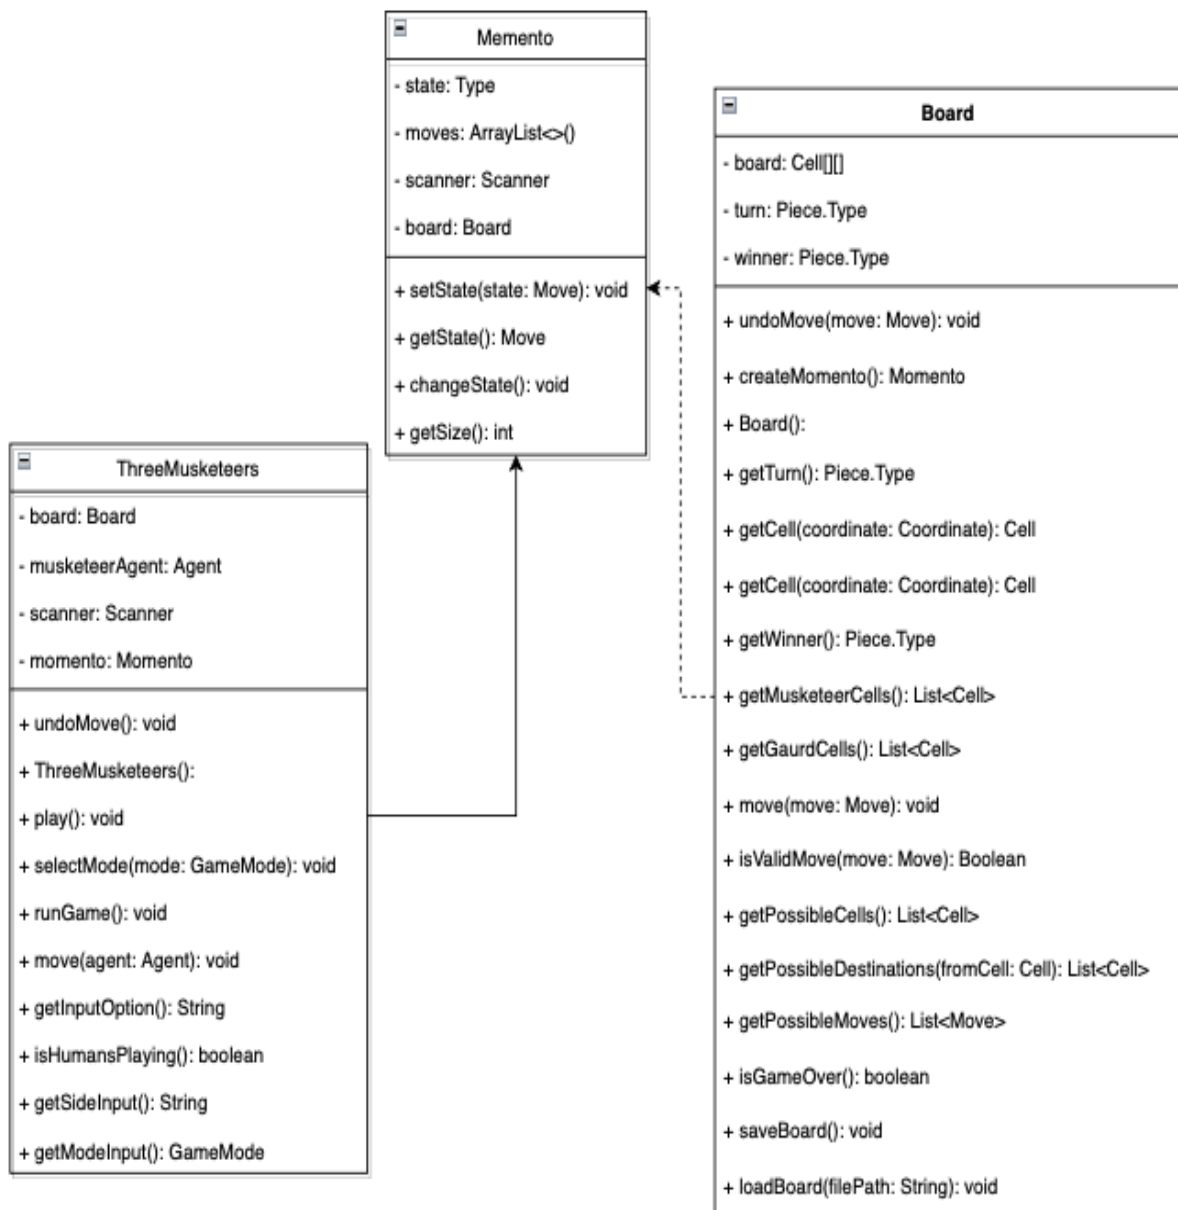 Memento
- state: Type
- moves: ArrayList<>()
- scanner: Scanner
- board: Board
+ setState(state: Move): void
+ getState(): Move
+ changeState(): void
+ getSize(): int
ThreeMusketeers
- board: Board
- musketeerAgent: Agent
- scanner: Scanner
- momento: Momento
+ undoMove(): void
+ ThreeMusketeers():
+ play(): void
+ selectMode(mode: GameMode): void
+ runGame(): void
+ move(agent: Agent): void
+ getInputOption(): String
+ isHumansPlaying(): boolean
+ getSideInput(): String
+ getModeInput(): GameMode
Board
- board: Cell[][]
- turn: Piece.Type
- winner: Piece.Type
+ undoMove(move: Move): void
+ createMomento(): Momento
+ Board():
+ getTurn(): Piece.Type
+ getCell(coordinate: Coordinate): Cell
+ getCell(coordinate: Coordinate): Cell
+ getWinner(): Piece.Type
+ getMusketeerCells(): List<Cell>
+ getGaurdCells(): List<Cell>
+ move(move: Move): void
+ isValidMove(move: Move): Boolean
+ getPossibleCells(): List<Cell>
+ getPossibleDestinations(fromCell: Cell): List<Cell>
+ getPossibleMoves(): List<Move>
+ isGameOver(): boolean
+ saveBoard(): void
+ loadBoard(filePath: String): void